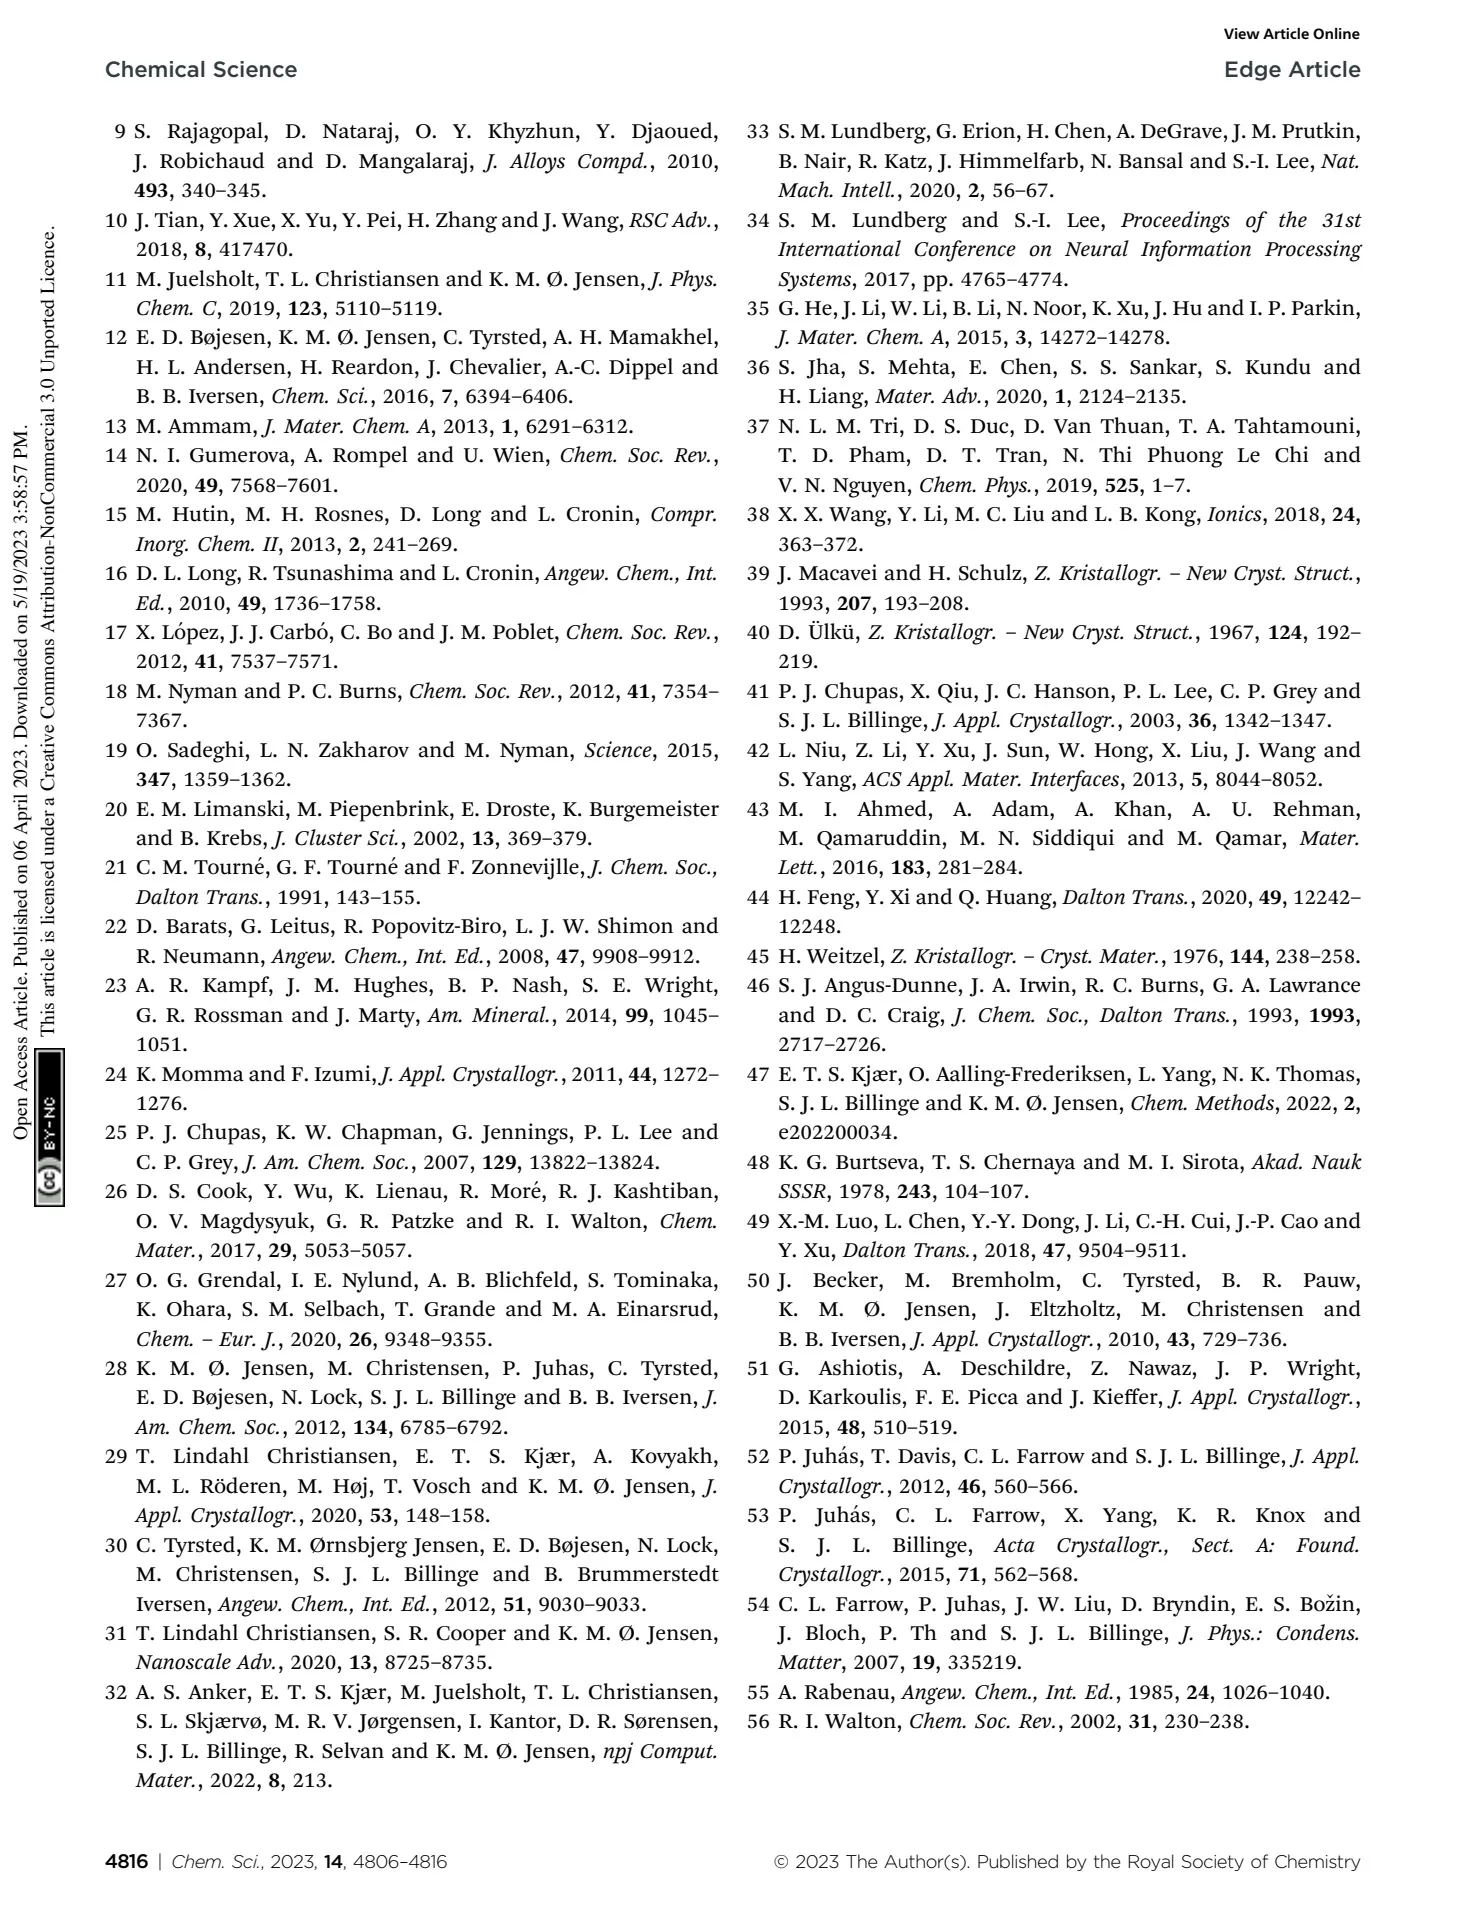 View Article Online
Chemical Science
Edge Article
9 S. Rajagopal, D. Nataraj, O. Y. Khyzhun, Y. Djaoued,
J. Robichaud and D. Mangalaraj, J. Alloys Compd., 2010,
493, 340–345.
10 J. Tian, Y. Xue, X. Yu, Y. Pei, H. Zhang and J. Wang, RSC Adv.,
2018, 8, 417470.
11 M. Juelsholt, T. L. Christiansen and K. M. Ø. Jensen, J. Phys.
Chem. C, 2019, 123, 5110–5119.
12 E. D. Bøjesen, K. M. Ø. Jensen, C. Tyrsted, A. H. Mamakhel,
H. L. Andersen, H. Reardon, J. Chevalier, A.-C. Dippel and
B. B. Iversen, Chem. Sci., 2016, 7, 6394–6406.
13 M. Ammam, J. Mater. Chem. A, 2013, 1, 6291–6312.
14 N. I. Gumerova, A. Rompel and U. Wien, Chem. Soc. Rev.,
2020, 49, 7568–7601.
15 M. Hutin, M. H. Rosnes, D. Long and L. Cronin, Compr.
Inorg. Chem. II, 2013, 2, 241–269.
16 D. L. Long, R. Tsunashima and L. Cronin, Angew. Chem., Int.
Ed., 2010, 49, 1736–1758.
17 X. López, J. J. Carbó, C. Bo and J. M. Poblet, Chem. Soc. Rev.,
2012, 41, 7537–7571.
18 M. Nyman and P. C. Burns, Chem. Soc. Rev., 2012, 41, 7354–
7367.
19 O. Sadeghi, L. N. Zakharov and M. Nyman, Science, 2015,
347, 1359–1362.
20 E. M. Limanski, M. Piepenbrink, E. Droste, K. Burgemeister
and B. Krebs, J. Cluster Sci., 2002, 13, 369–379.
21 C. M. Tourné, G. F. Tourné and F. Zonnevijlle, J. Chem. Soc.,
Dalton Trans., 1991, 143–155.
22 D. Barats, G. Leitus, R. Popovitz-Biro, L. J. W. Shimon and
R. Neumann, Angew. Chem., Int. Ed., 2008, 47, 9908–9912.
23 A. R. Kampf, J. M. Hughes, B. P. Nash, S. E. Wright,
G. R. Rossman and J. Marty, Am. Mineral., 2014, 99, 1045–
1051.
24 K. Momma and F. Izumi, J. Appl. Crystallogr., 2011, 44, 1272–
1276.
25 P. J. Chupas, K. W. Chapman, G. Jennings, P. L. Lee and
C. P. Grey, J. Am. Chem. Soc., 2007, 129, 13822–13824.
26 D. S. Cook, Y. Wu, K. Lienau, R. Moré, R. J. Kashtiban,
O. V. Magdysyuk, G. R. Patzke and R. I. Walton, Chem.
Mater., 2017, 29, 5053–5057.
27 O. G. Grendal, I. E. Nylund, A. B. Blichfeld, S. Tominaka,
K. Ohara, S. M. Selbach, T. Grande and M. A. Einarsrud,
Chem. – Eur. J., 2020, 26, 9348–9355.
28 K. M. Ø. Jensen, M. Christensen, P. Juhas, C. Tyrsted,
E. D. Bøjesen, N. Lock, S. J. L. Billinge and B. B. Iversen, J.
Am. Chem. Soc., 2012, 134, 6785–6792.
29 T. Lindahl Christiansen, E. T. S. Kjær, A. Kovyakh,
M. L. Röderen, M. Høj, T. Vosch and K. M. Ø. Jensen, J.
Appl. Crystallogr., 2020, 53, 148–158.
30 C. Tyrsted, K. M. Ørnsbjerg Jensen, E. D. Bøjesen, N. Lock,
M. Christensen, S. J. L. Billinge and B. Brummerstedt
Iversen, Angew. Chem., Int. Ed., 2012, 51, 9030–9033.
31 T. Lindahl Christiansen, S. R. Cooper and K. M. Ø. Jensen,
Nanoscale Adv., 2020, 13, 8725–8735.
32 A. S. Anker, E. T. S. Kjær, M. Juelsholt, T. L. Christiansen,
S. L. Skjærvø, M. R. V. Jørgensen, I. Kantor, D. R. Sørensen,
S. J. L. Billinge, R. Selvan and K. M. Ø. Jensen, npj Comput.
Mater., 2022, 8, 213.
33 S. M. Lundberg, G. Erion, H. Chen, A. DeGrave, J. M. Prutkin,
B. Nair, R. Katz, J. Himmelfarb, N. Bansal and S.-I. Lee, Nat.
Mach. Intell., 2020, 2, 56–67.
34 S. M. Lundberg and S.-I. Lee, Proceedings of the 31st
International Conference on Neural Information Processing
Systems, 2017, pp. 4765–4774.
35 G. He, J. Li, W. Li, B. Li, N. Noor, K. Xu, J. Hu and I. P. Parkin,
J. Mater. Chem. A, 2015, 3, 14272–14278.
36 S. Jha, S. Mehta, E. Chen, S. S. Sankar, S. Kundu and
H. Liang, Mater. Adv., 2020, 1, 2124–2135.
37 N. L. M. Tri, D. S. Duc, D. Van Thuan, T. A. Tahtamouni,
T. D. Pham, D. T. Tran, N. Thi Phuong Le Chi and
V. N. Nguyen, Chem. Phys., 2019, 525, 1–7.
38 X. X. Wang, Y. Li, M. C. Liu and L. B. Kong, Ionics, 2018, 24,
363–372.
39 J. Macavei and H. Schulz, Z. Kristallogr. – New Cryst. Struct.,
1993, 207, 193–208.
40 D. Ülkü, Z. Kristallogr. – New Cryst. Struct., 1967, 124, 192–
219.
41 P. J. Chupas, X. Qiu, J. C. Hanson, P. L. Lee, C. P. Grey and
S. J. L. Billinge, J. Appl. Crystallogr., 2003, 36, 1342–1347.
42 L. Niu, Z. Li, Y. Xu, J. Sun, W. Hong, X. Liu, J. Wang and
S. Yang, ACS Appl. Mater. Interfaces, 2013, 5, 8044–8052.
43 M. I. Ahmed, A. Adam, A. Khan, A. U. Rehman,
M. Qamaruddin, M. N. Siddiqui and M. Qamar, Mater.
Lett., 2016, 183, 281–284.
44 H. Feng, Y. Xi and Q. Huang, Dalton Trans., 2020, 49, 12242–
12248.
45 H. Weitzel, Z. Kristallogr. – Cryst. Mater., 1976, 144, 238–258.
46 S. J. Angus-Dunne, J. A. Irwin, R. C. Burns, G. A. Lawrance
and D. C. Craig, J. Chem. Soc., Dalton Trans., 1993, 1993,
2717–2726.
47 E. T. S. Kjær, O. Aalling-Frederiksen, L. Yang, N. K. Thomas,
S. J. L. Billinge and K. M. Ø. Jensen, Chem. Methods, 2022, 2,
e202200034.
48 K. G. Burtseva, T. S. Chernaya and M. I. Sirota, Akad. Nauk
SSSR, 1978, 243, 104–107.
49 X.-M. Luo, L. Chen, Y.-Y. Dong, J. Li, C.-H. Cui, J.-P. Cao and
Y. Xu, Dalton Trans., 2018, 47, 9504–9511.
50 J. Becker, M. Bremholm, C. Tyrsted, B. R. Pauw,
K. M. Ø. Jensen, J. Eltzholtz, M. Christensen and
B. B. Iversen, J. Appl. Crystallogr., 2010, 43, 729–736.
51 G. Ashiotis, A. Deschildre, Z. Nawaz, J. P. Wright,
D. Karkoulis, F. E. Picca and J. Kieffer, J. Appl. Crystallogr.,
2015, 48, 510–519.
52 P. Juhás, T. Davis, C. L. Farrow and S. J. L. Billinge, J. Appl.
Crystallogr., 2012, 46, 560–566.
53 P. Juhás, C. L. Farrow, X. Yang, K. R. Knox and
S. J. L. Billinge, Acta Crystallogr., Sect. A: Found.
Crystallogr., 2015, 71, 562–568.
54 C. L. Farrow, P. Juhas, J. W. Liu, D. Bryndin, E. S. Božin,
J. Bloch, P. Th and S. J. L. Billinge, J. Phys.: Condens.
Matter, 2007, 19, 335219.
55 A. Rabenau, Angew. Chem., Int. Ed., 1985, 24, 1026–1040.
56 R. I. Walton, Chem. Soc. Rev., 2002, 31, 230–238.
Open Access Article. Published on 06 April 2023. Downloaded on 5/19/2023 3:58:57 PM.
This article is licensed under a Creative Commons Attribution-NonCommercial 3.0 Unported Licence.
(cc) BY-NC
4816 | Chem. Sci., 2023, 14, 4806–4816
© 2023 The Author(s). Published by the Royal Society of Chemistry